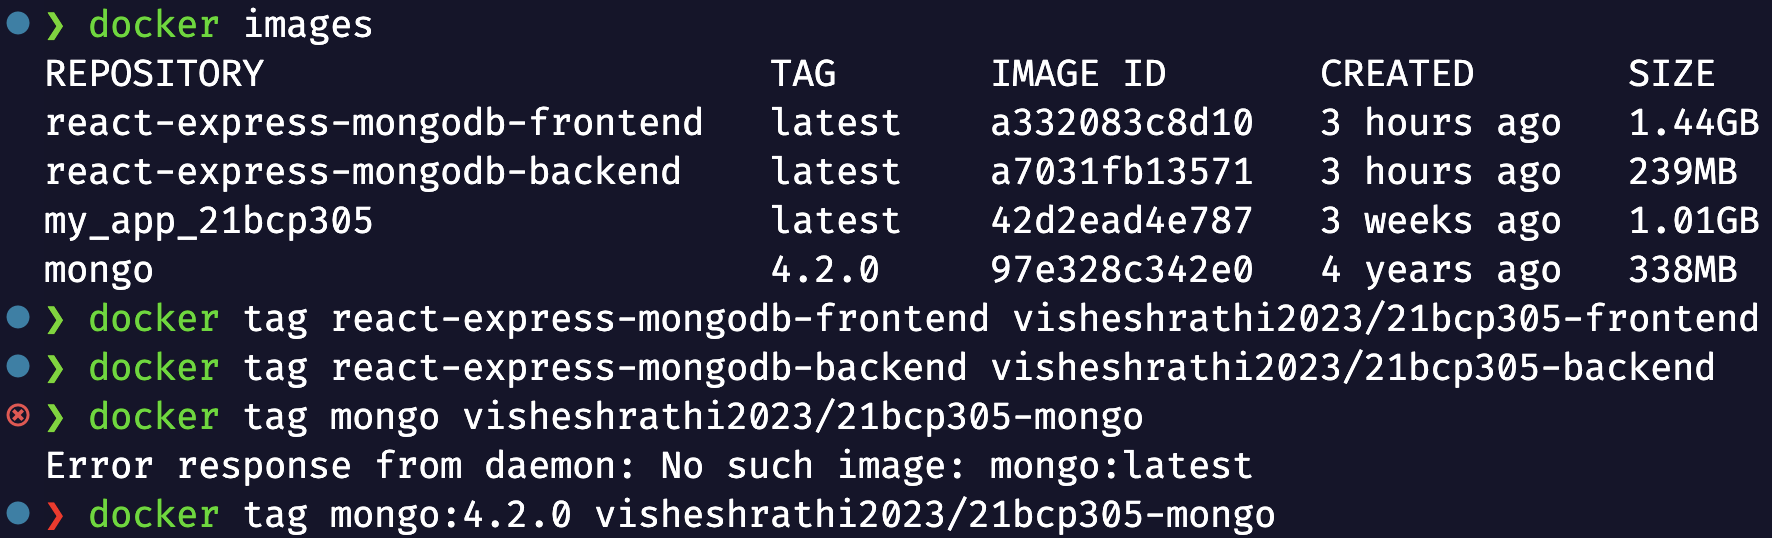 ❯ docker images
REPOSITORY TAG IMAGE ID CREATED SIZE
react-express-mongodb-frontend latest a332083c8d10 3 hours ago 1.44GB
react-express-mongodb-backend latest a7031fb13571 3 hours ago 239MB
my_app_21bcp305 latest 42d2ead4e787 3 weeks ago 1.01GB
mongo 4.2.0 97e328c342e0 4 years ago 338MB
❯ docker tag react-express-mongodb-frontend visheshrathi2023/21bcp305-frontend
❯ docker tag react-express-mongodb-backend visheshrathi2023/21bcp305-backend
❯ docker tag mongo visheshrathi2023/21bcp305-mongo
Error response from daemon: No such image: mongo:latest
❯ docker tag mongo:4.2.0 visheshrathi2023/21bcp305-mongo